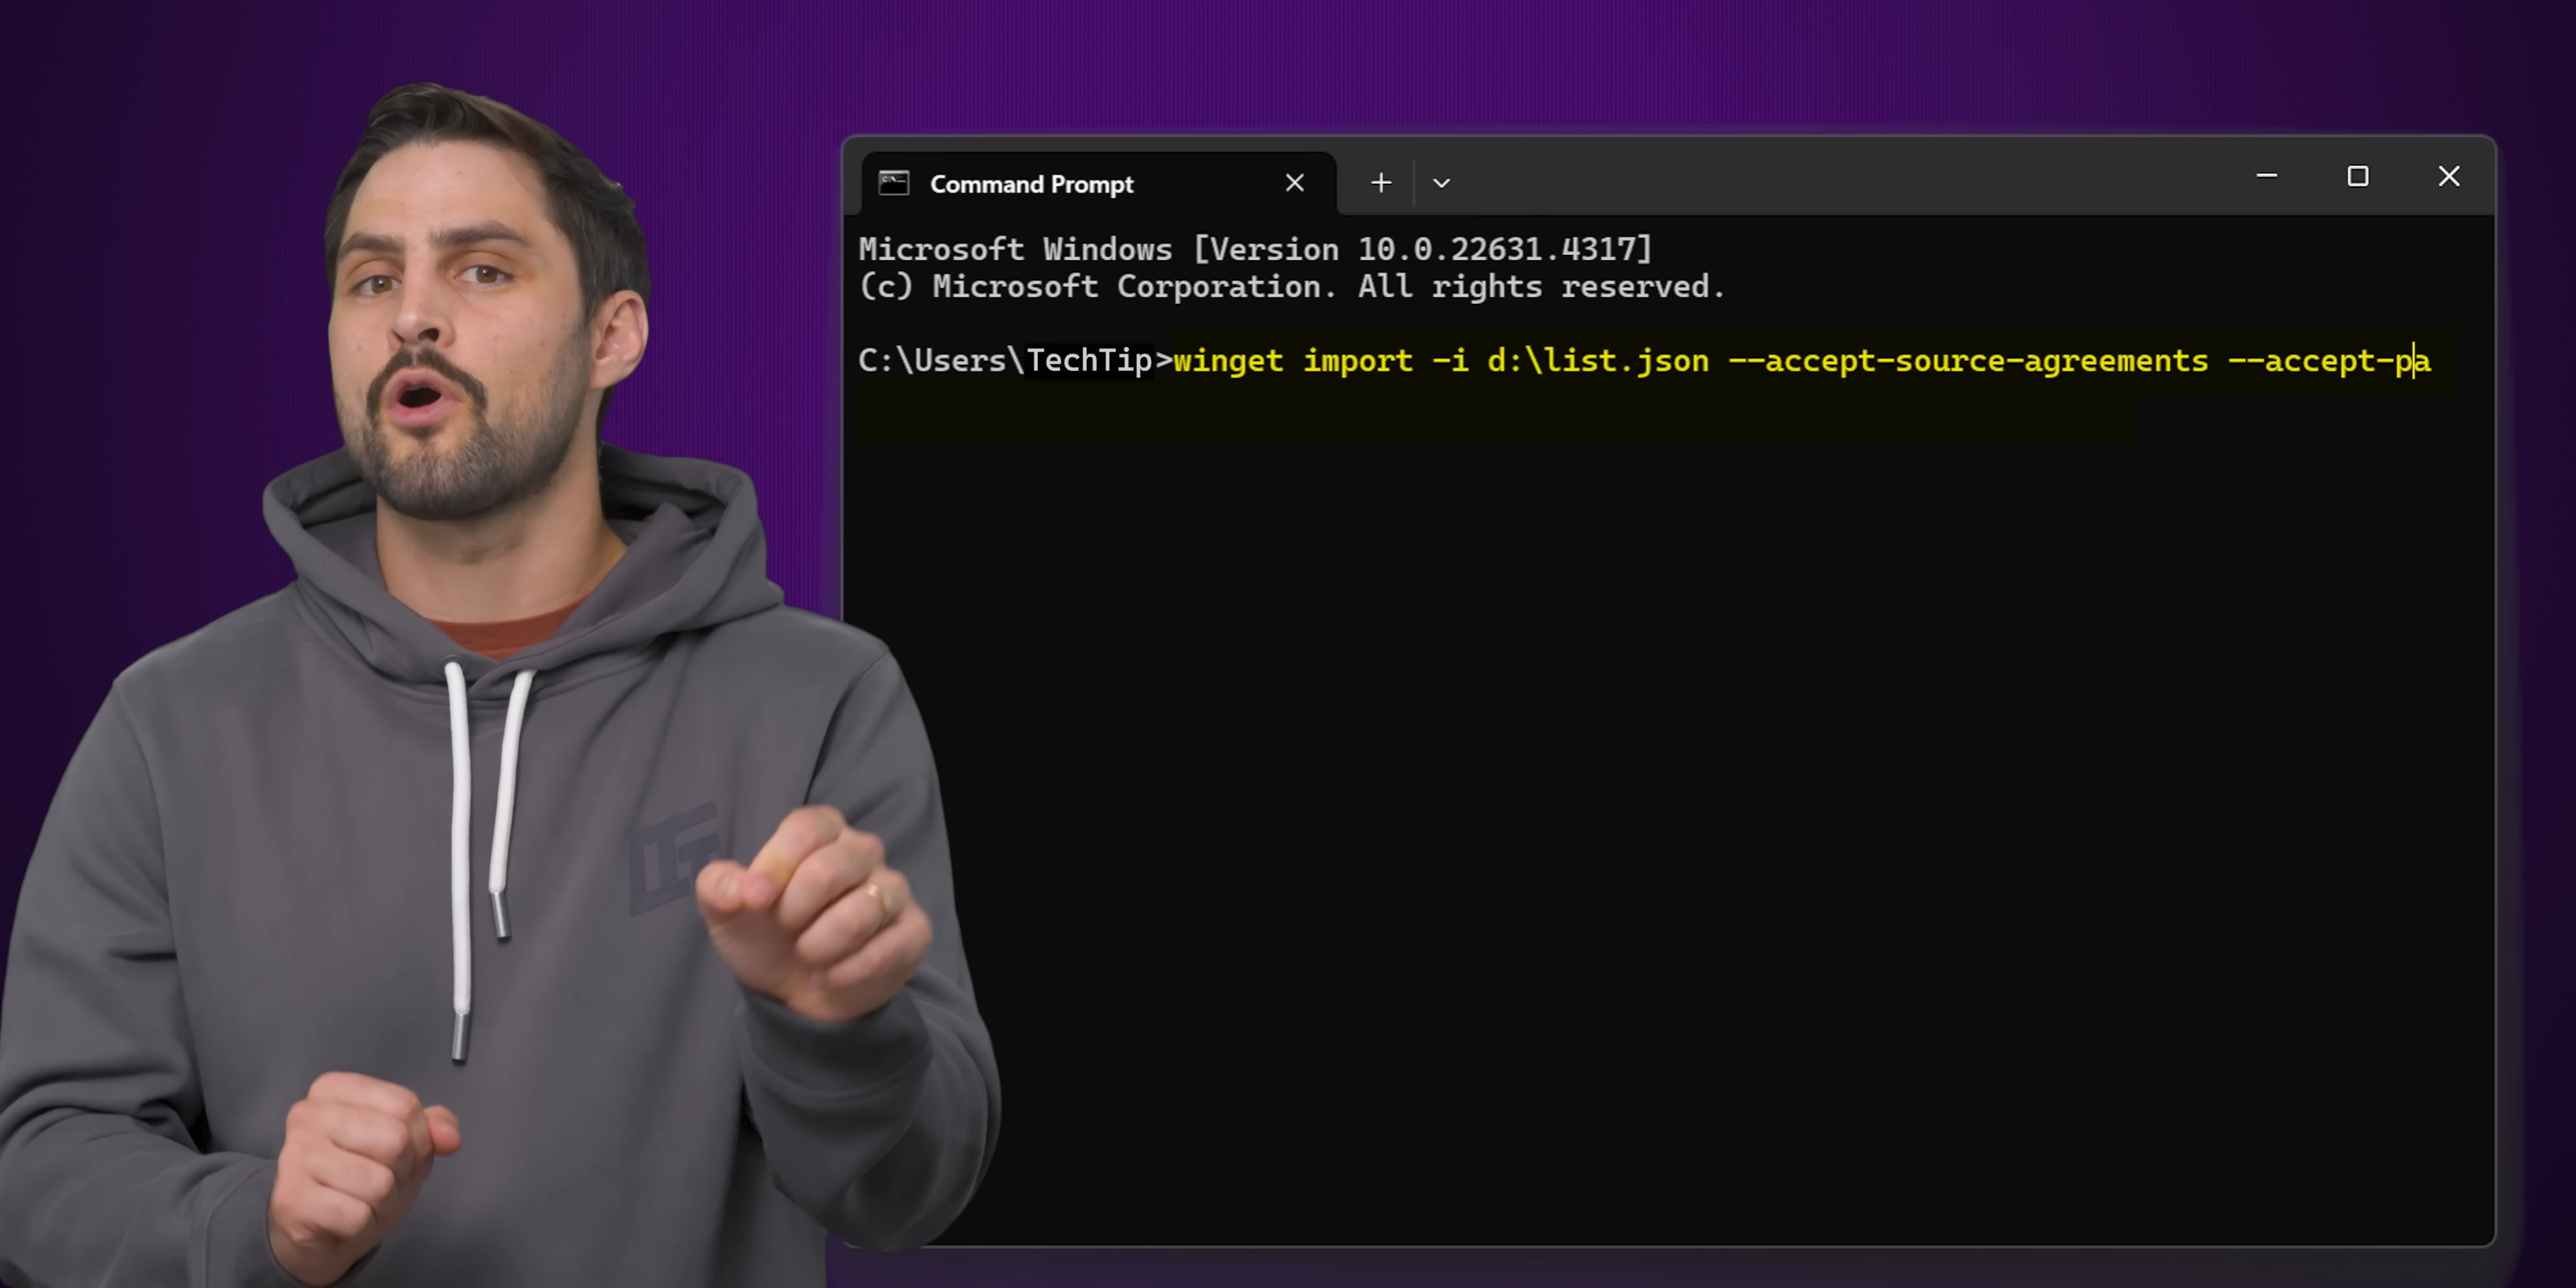 Command Prompt
Microsoft Windows [Version 10.0.22631.4317]
(c) Microsoft Corporation. All rights reserved.
C:\Users\TechTip>winget import -i d:\list.json --accept-source-agreements --accept-pa